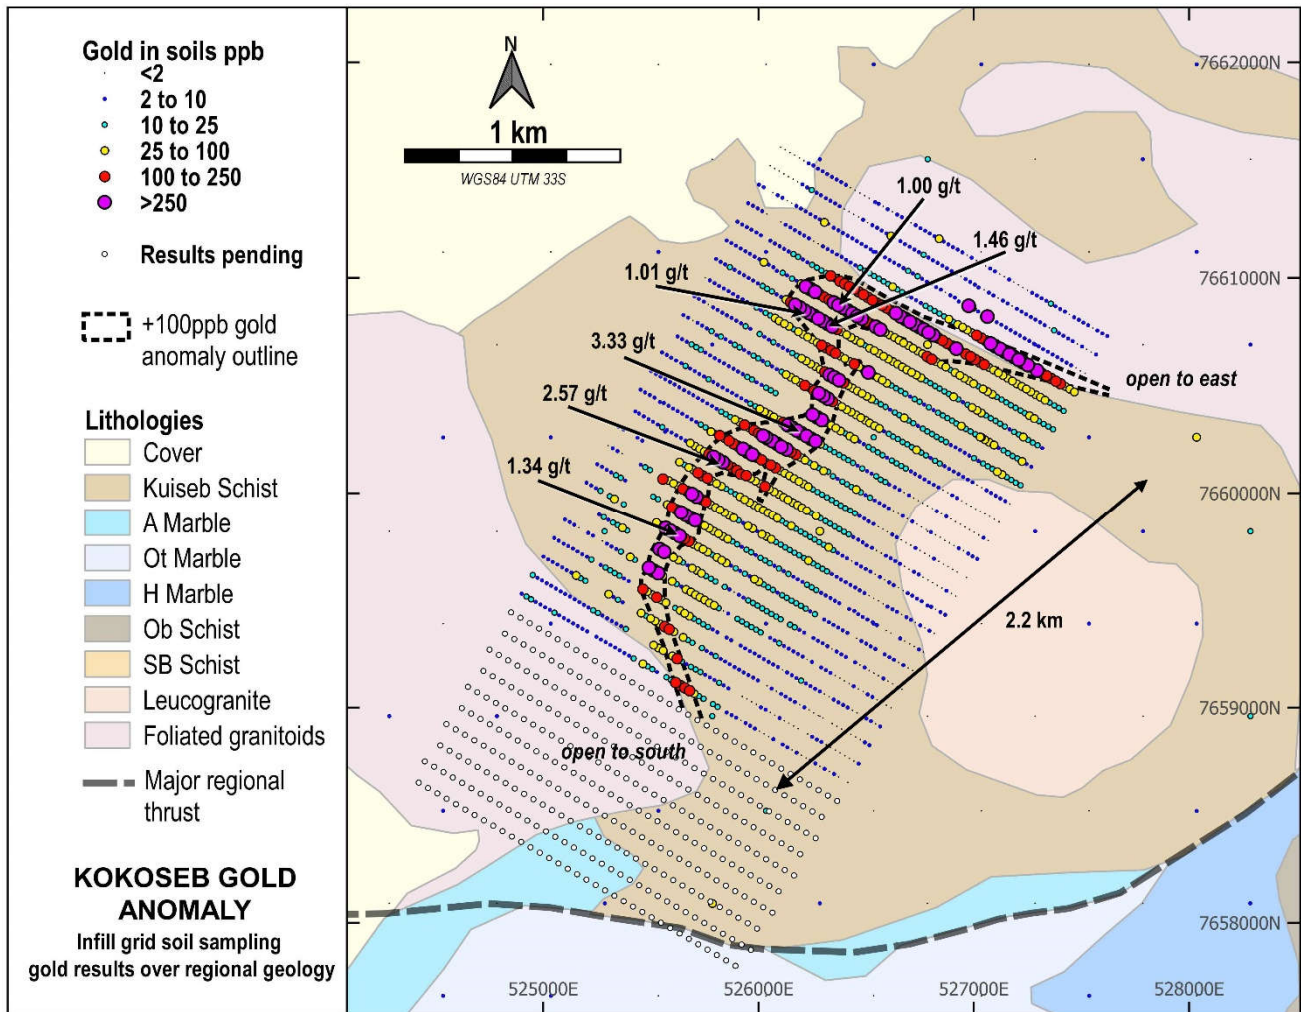 Gold in soils ppb
<2
2 to 10
10 to 25
25 to 100
100 to 250
>250
Results pending
+100ppb gold
anomaly outline
Lithologies
Cover
Kuiseb Schist
A Marble
Ot Marble
H Marble
Ob Schist
SB Schist
Leucogranite
Foliated granitoids
Major regional
thrust
KOKOSEB GOLD
ANOMALY
Infill grid soil sampling
gold results over regional geology
N
1 km
WGS84 UTM 33S
7662000N
1.00 g/t
1.46 g/t
1.01 g/t
7661000N
3.33 g/t
open to east
2.57 g/t
1.34 g/t
7660000N
2.2 km
7659000N
open to south
7658000N
525000E
526000E
527000E
528000E